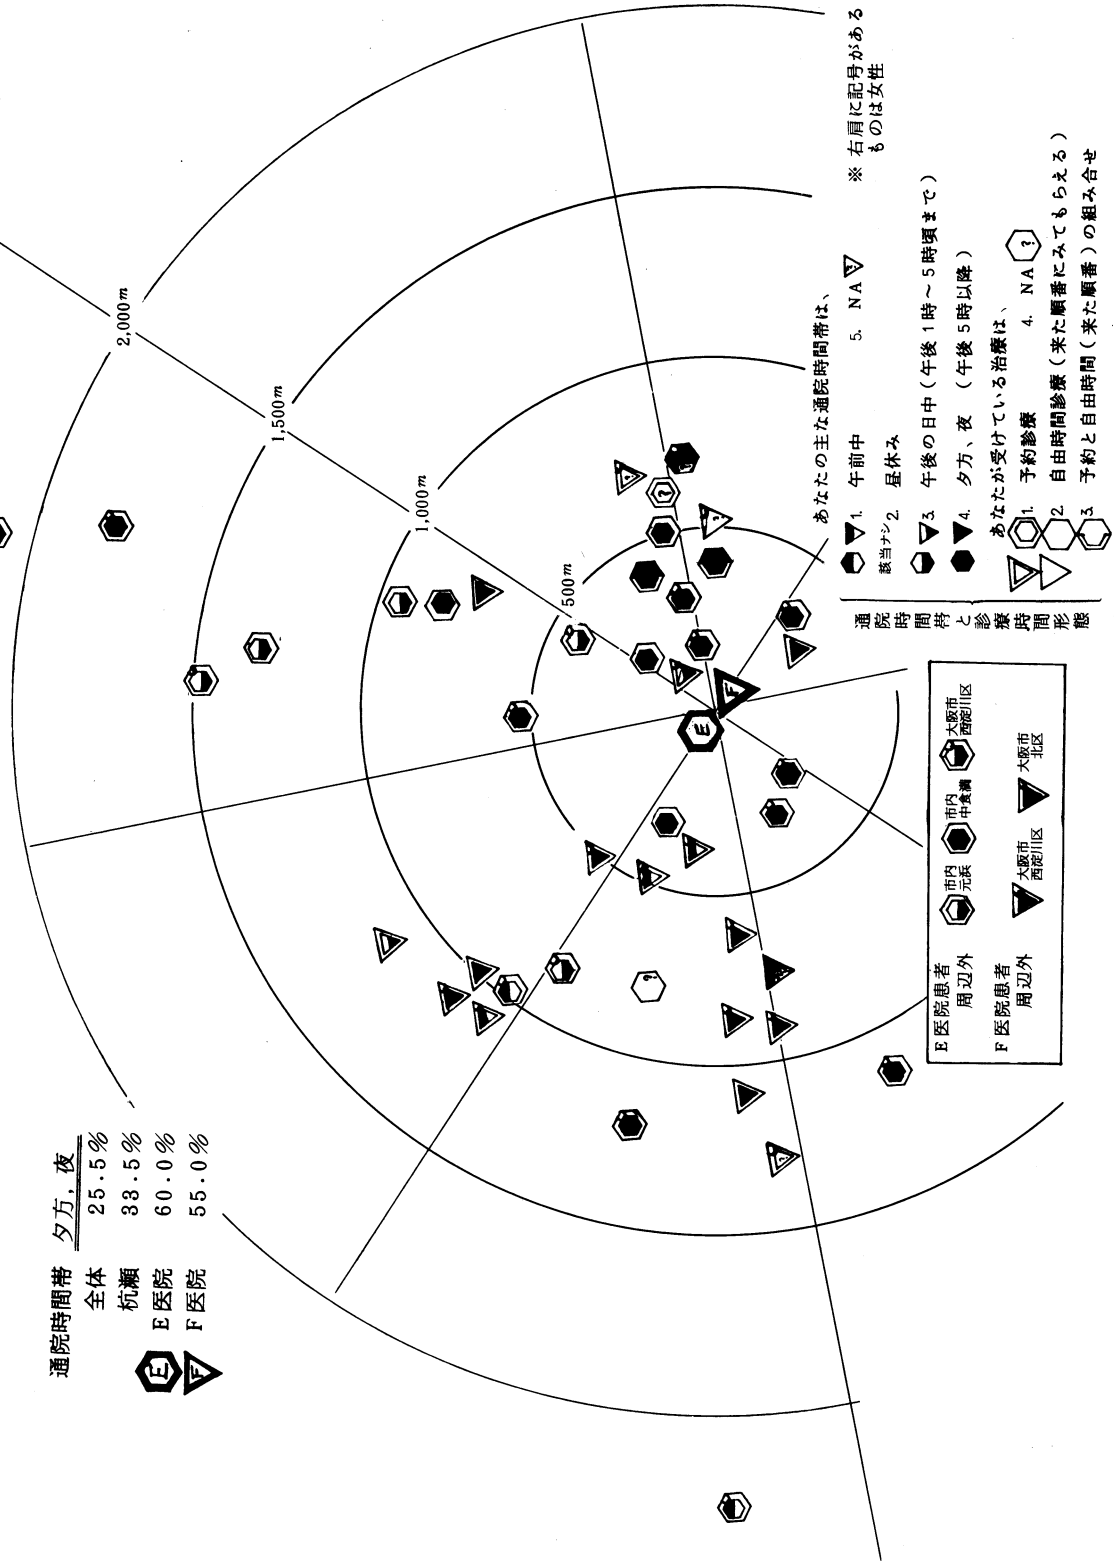 通院時間帯 夕方，夜
全体 25.5%
杭瀬 33.5%
E E医院 60.0%
F F医院 55.0%
2,000m
1,500m
1,000m
500m
E
F
あなたの主な通院時間帯は、
1. 午前中 5. NA
該当ナシ 2. 昼休み
3. 午後の日中（午後1時～5時頃まで）
4. 夕方、夜 （午後5時以降）
※ 右肩に記号がある
ものは女性
あなたが受けている治療は、
1. 予約診療 4. NA ?
2. 自由時間診療（来た順番にみてもらえる）
3. 予約と自由時間（来た順番）の組み合せ
通院時間帯と診療時間形態
E医院患者
周辺外
市内
元浜
市内
中食満
大阪市
西淀川区
F医院患者
周辺外
大阪市
西淀川区
大阪市
北区